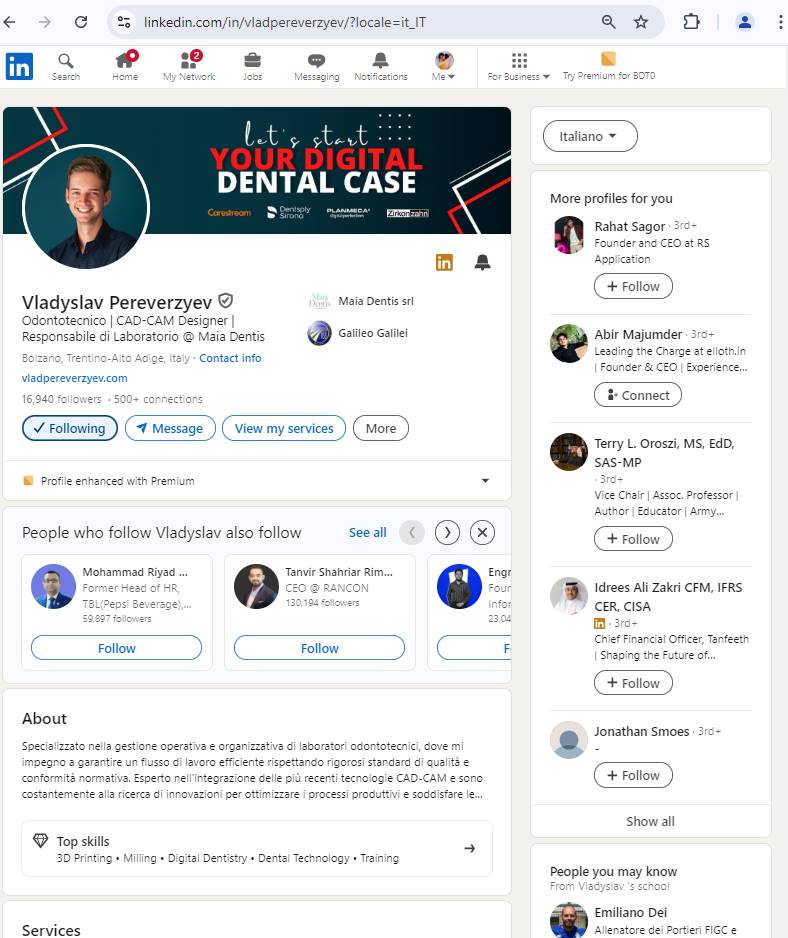 linkedin.com/in/vladpereverzyev/?locale=it_IT
in
Search
Home
2
My Network
Jobs
Messaging
Notifications
Me
For Business
Try Premium for BDT0
let's start
YOUR DIGITAL
DENTAL CASE
Carestream
Dentsply
Sirona
PLANMECA
digital perfection
Zirkonzahn
in
Vladyslav Pereverzyev
Odontotecnico | CAD-CAM Designer |
Responsabile di Laboratorio @ Maia Dentis
Maia
Dentis
Maia Dentis srl
Galileo Galilei
Bolzano, Trentino-Alto Adige, Italy · Contact info
vladpereverzyev.com
16,940 followers · 500+ connections
Following
Message
View my services
More
Profile enhanced with Premium
People who follow Vladyslav also follow
See all
Mohammad Riyad ...
Former Head of HR,
TBL(Pepsi Beverage),...
59,897 followers
Follow
Tanvir Shahriar Rim...
CEO @ RANCON
130,194 followers
Follow
Engr
Foun
Infor
23,04
F
About
Specializzato nella gestione operativa e organizzativa di laboratori odontotecnici, dove mi
impegno a garantire un flusso di lavoro efficiente rispettando rigorosi standard di qualità e
conformità normativa. Esperto nell'integrazione delle più recenti tecnologie CAD-CAM e sono
costantemente alla ricerca di innovazioni per ottimizzare i processi produttivi e soddisfare le...
Top skills
3D Printing • Milling • Digital Dentistry • Dental Technology • Training
Services
Italiano
More profiles for you
Rahat Sagor · 3rd+
Founder and CEO at RS
Application
+ Follow
Abir Majumder · 3rd+
Leading the Charge at elloth.in
| Founder & CEO | Experience...
Connect
Terry L. Oroszi, MS, EdD,
SAS-MP
· 3rd+
Vice Chair | Assoc. Professor |
Author | Educator | Army...
+ Follow
Idrees Ali Zakri CFM, IFRS
CER, CISA
in · 3rd+
Chief Financial Officer, Tanfeeth
| Shaping the Future of...
+ Follow
Jonathan Smoes · 3rd+
-
+ Follow
Show all
People you may know
From Vladyslav 's school
Emiliano Dei
Allenatore dei Portieri FIGC e